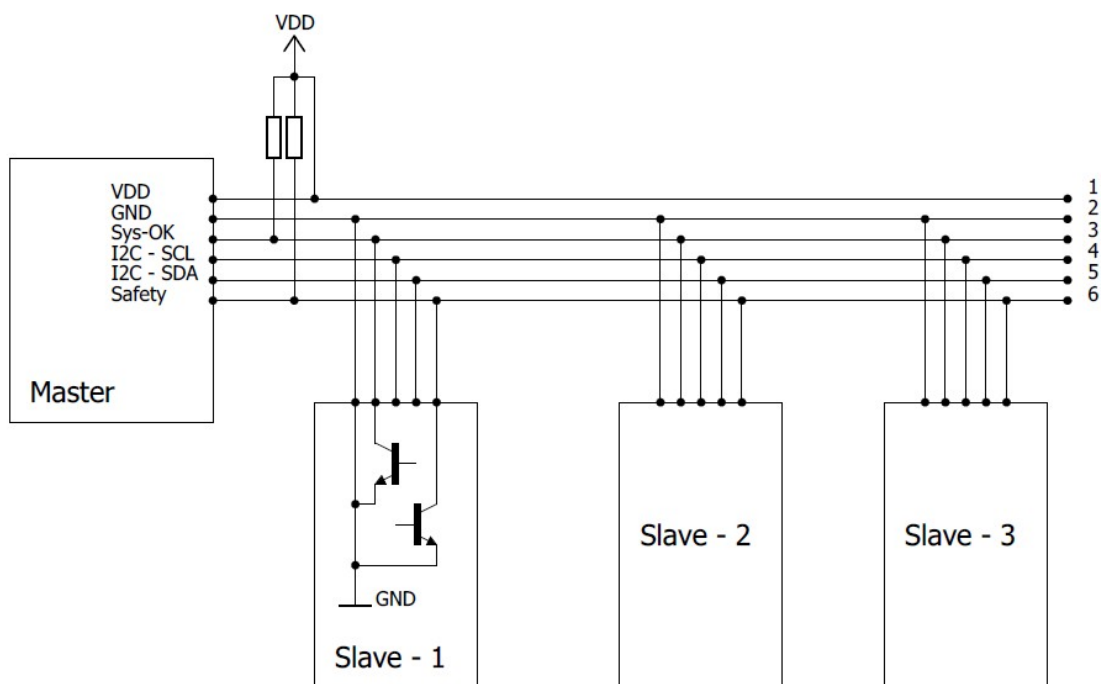 VDD
VDD
GND
Sys-OK
I2C - SCL
I2C - SDA
Safety
1
2
3
4
5
6
Master
Slave - 2
Slave - 3
GND
Slave - 1